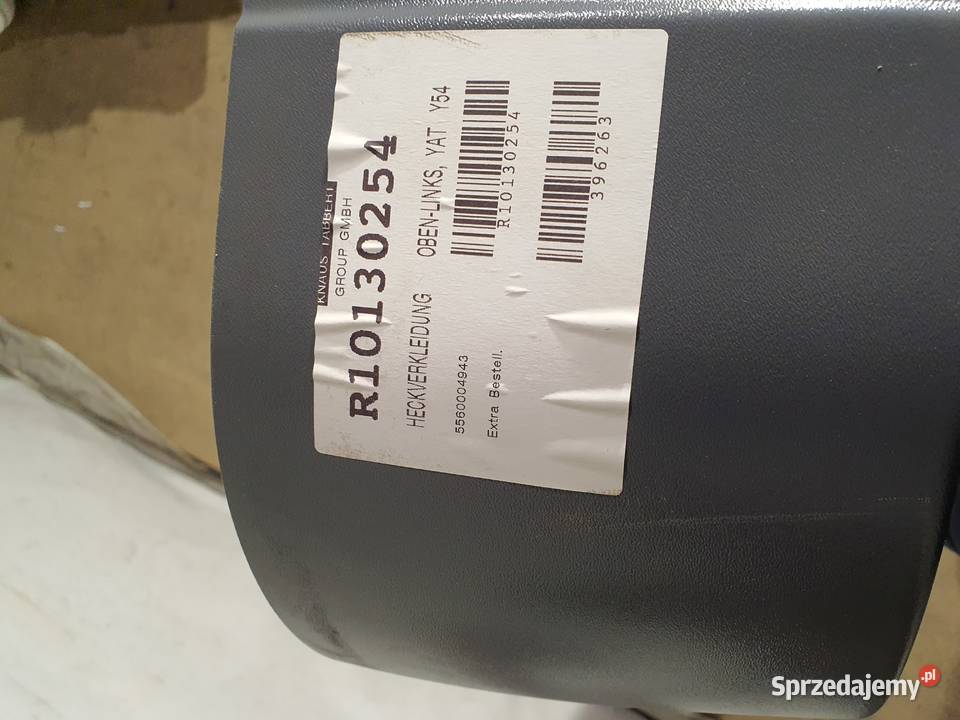 KNAUS TABBERT
GROUP GMBH
R10130254
HECKVERKLEIDUNG OBEN-LINKS, YAT Y54
5560004943
R10130254
Extra Bestell.
396263
Sprzedajemy.pl